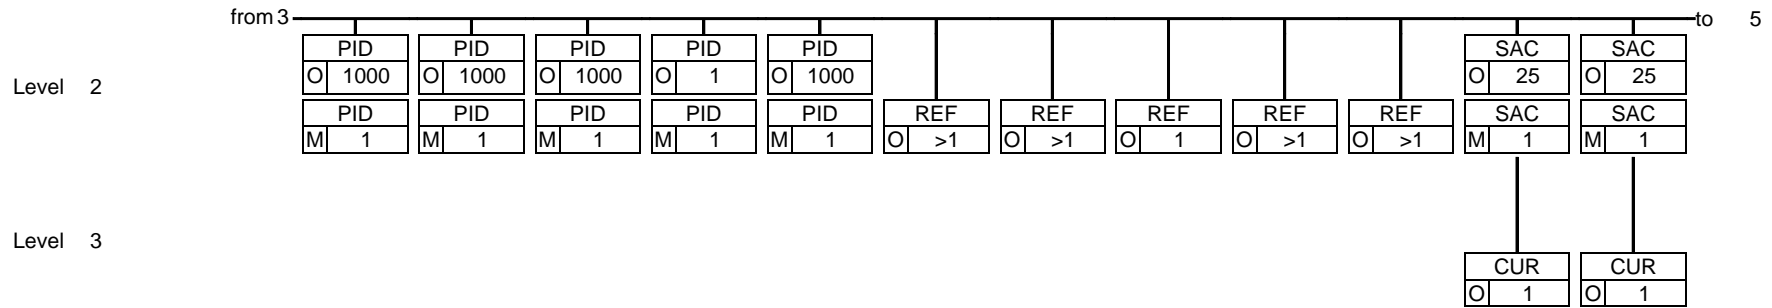 from 3 to 5
PID PID PID PID PID SAC SAC
Level 2 O 1000 O 1000 O 1000 O 1 O 1000 O 25 O 25
PID PID PID PID PID REF REF REF REF REF SAC SAC
M 1 M 1 M 1 M 1 M 1 O >1 O >1 O 1 O >1 O >1 M 1 M 1
Level 3
CUR CUR
O 1 O 1